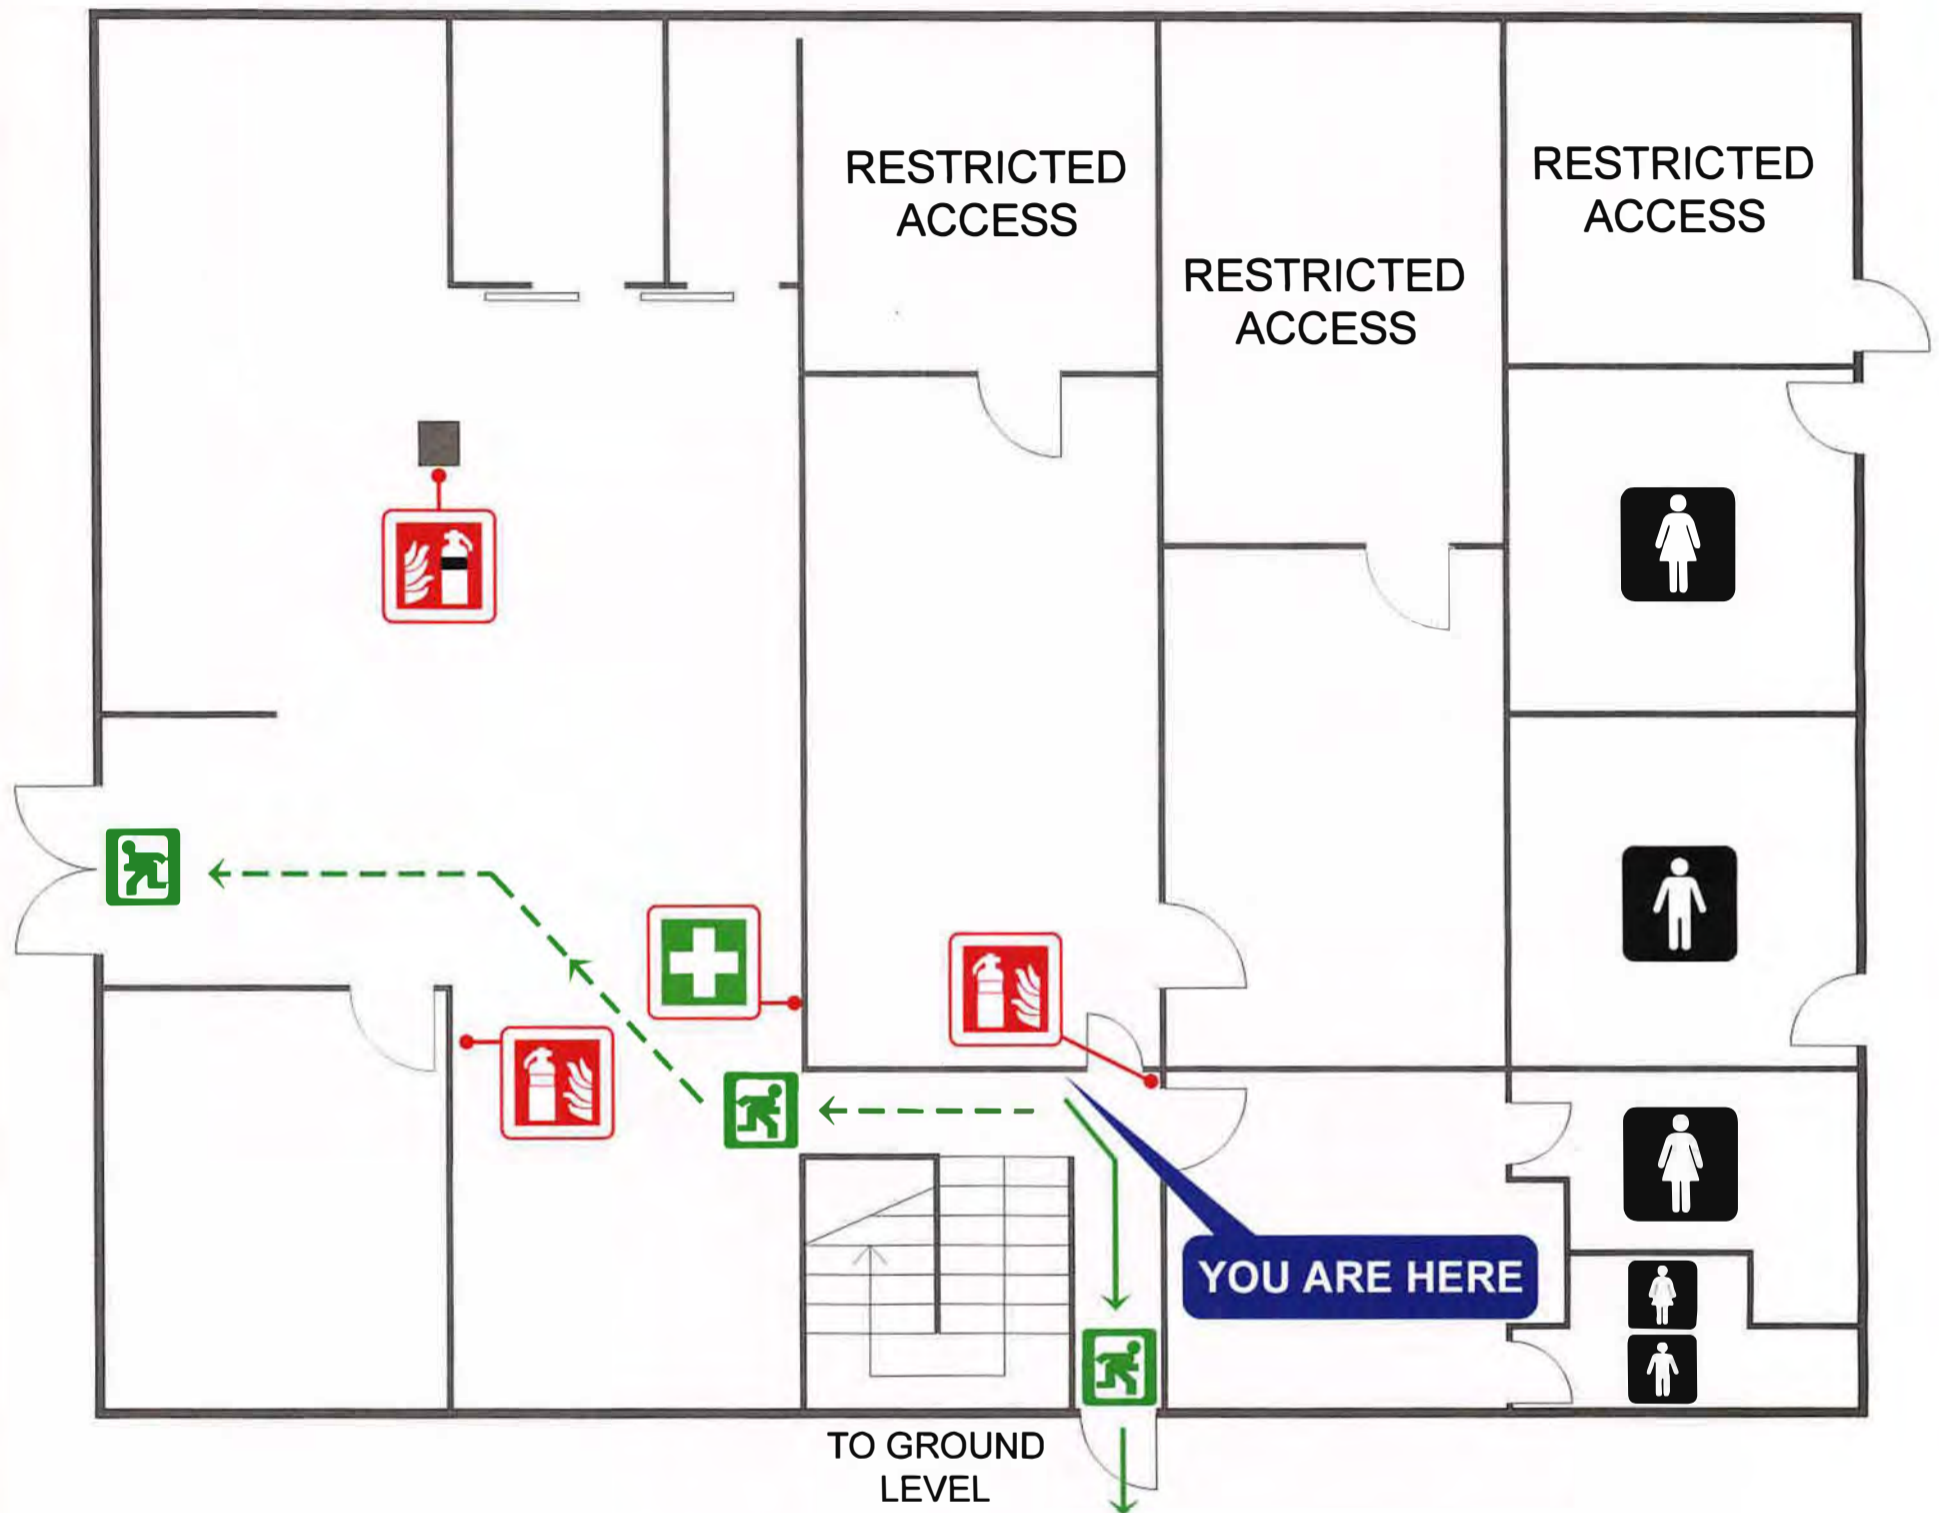 RESTRICTED
ACCESS
RESTRICTED
ACCESS
RESTRICTED
ACCESS
YOU ARE HERE
TO GROUND
LEVEL